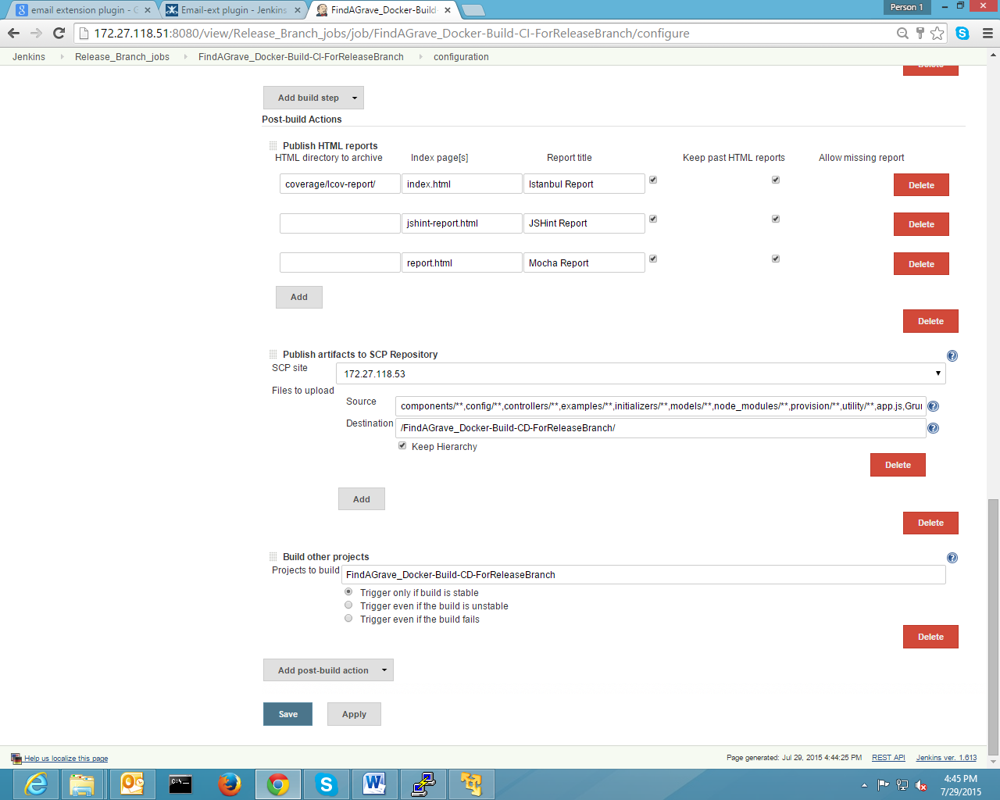 email extension plugin - G
Email-ext plugin - Jenkins
FindAGrave_Docker-Build-
Person 1
172.27.118.51:8080/view/Release_Branch_jobs/job/FindAGrave_Docker-Build-CI-ForReleaseBranch/configure
Jenkins Release_Branch_jobs FindAGrave_Docker-Build-CI-ForReleaseBranch configuration
Delete
Add build step
Post-build Actions
Publish HTML reports
HTML directory to archive Index page[s] Report title Keep past HTML reports Allow missing report
coverage/lcov-report/ index.html Istanbul Report Delete
jshint-report.html JSHint Report Delete
report.html Mocha Report Delete
Add
Delete
Publish artifacts to SCP Repository
SCP site 172.27.118.53
Files to upload
Source components/**,config/**,controllers/**,examples/**,initializers/**,models/**,node_modules/**,provision/**,utility/**,app.js,Grun
Destination /FindAGrave_Docker-Build-CD-ForReleaseBranch/
Keep Hierarchy
Delete
Add
Delete
Build other projects
Projects to build FindAGrave_Docker-Build-CD-ForReleaseBranch
Trigger only if build is stable
Trigger even if the build is unstable
Trigger even if the build fails
Delete
Add post-build action
Save Apply
Help us localize this page Page generated: Jul 29, 2015 4:44:25 PM REST API Jenkins ver. 1.613
4:45 PM
7/29/2015